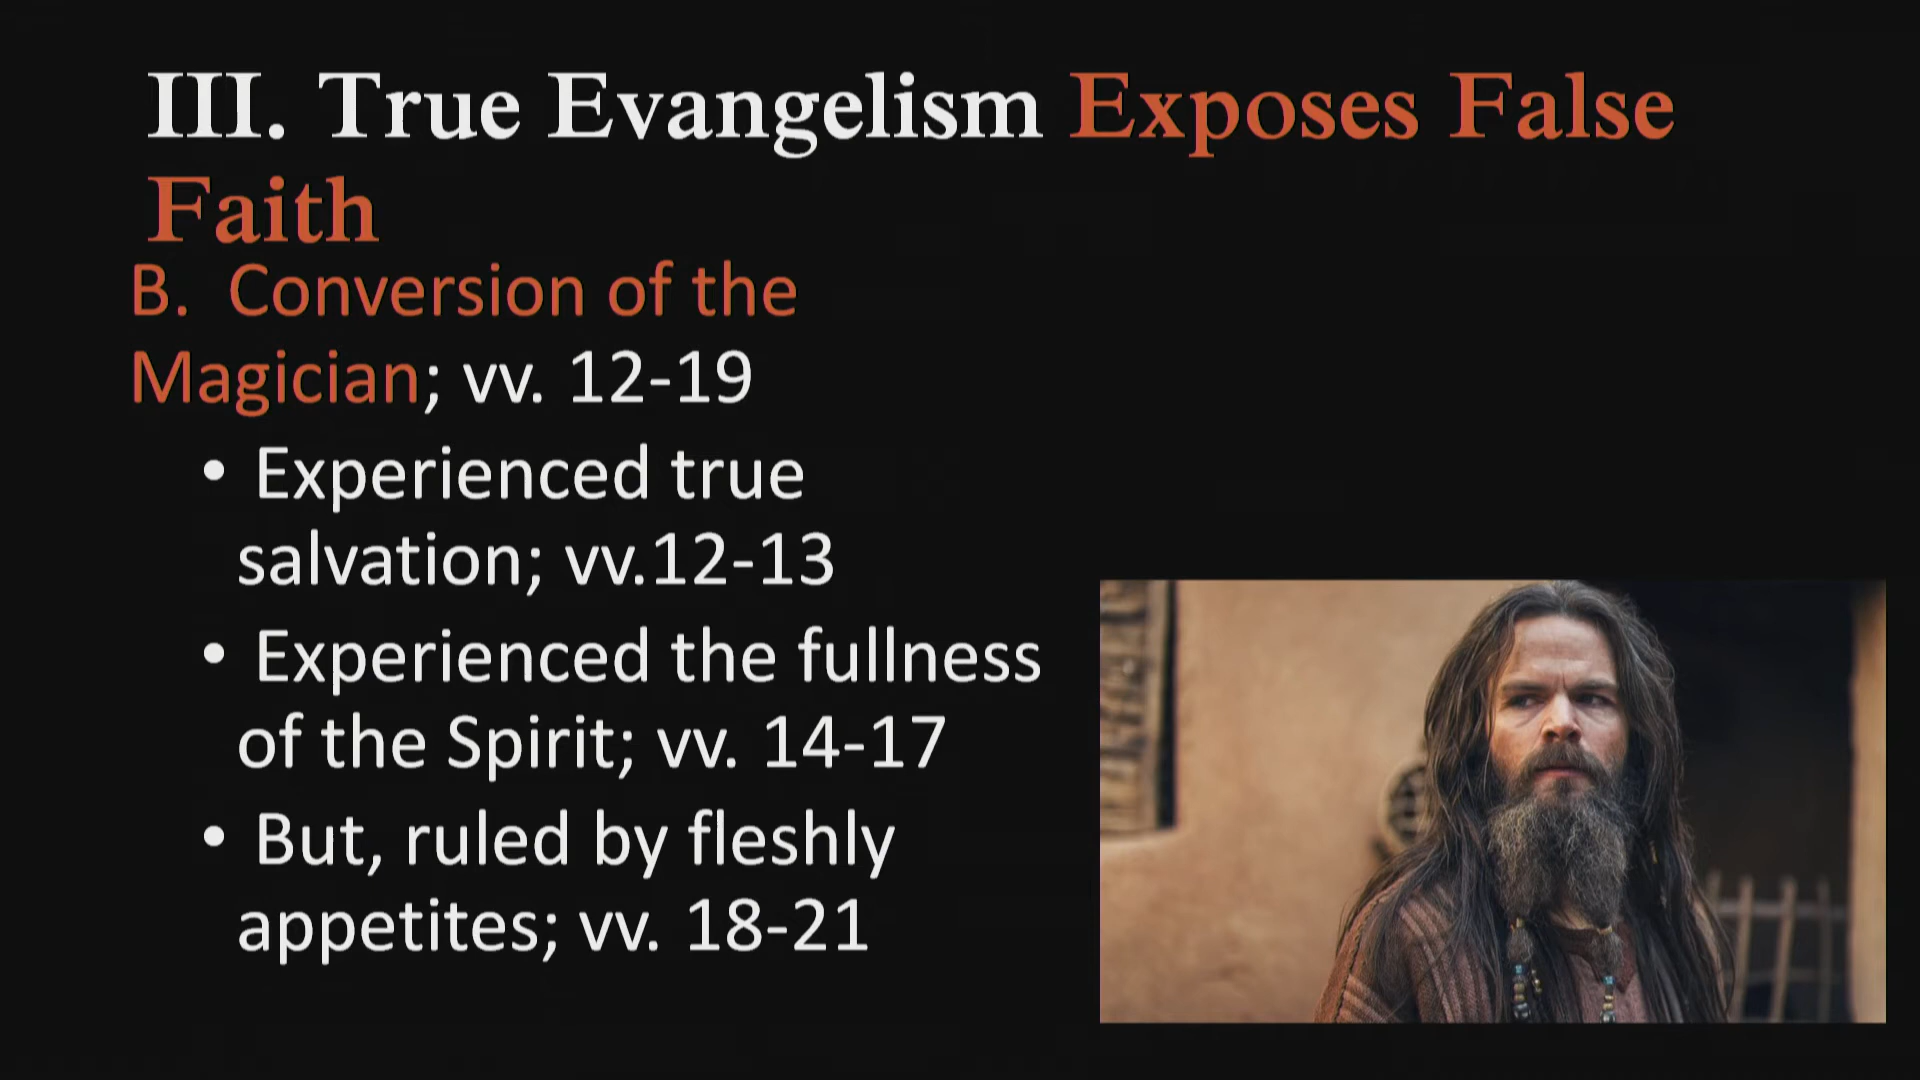 III. True Evangelism Exposes False
Faith
B. Conversion of the
Magician; vv. 12-19
• Experienced true
salvation; vv.12-13
• Experienced the fullness
of the Spirit; vv. 14-17
• But, ruled by fleshly
appetites; vv. 18-21